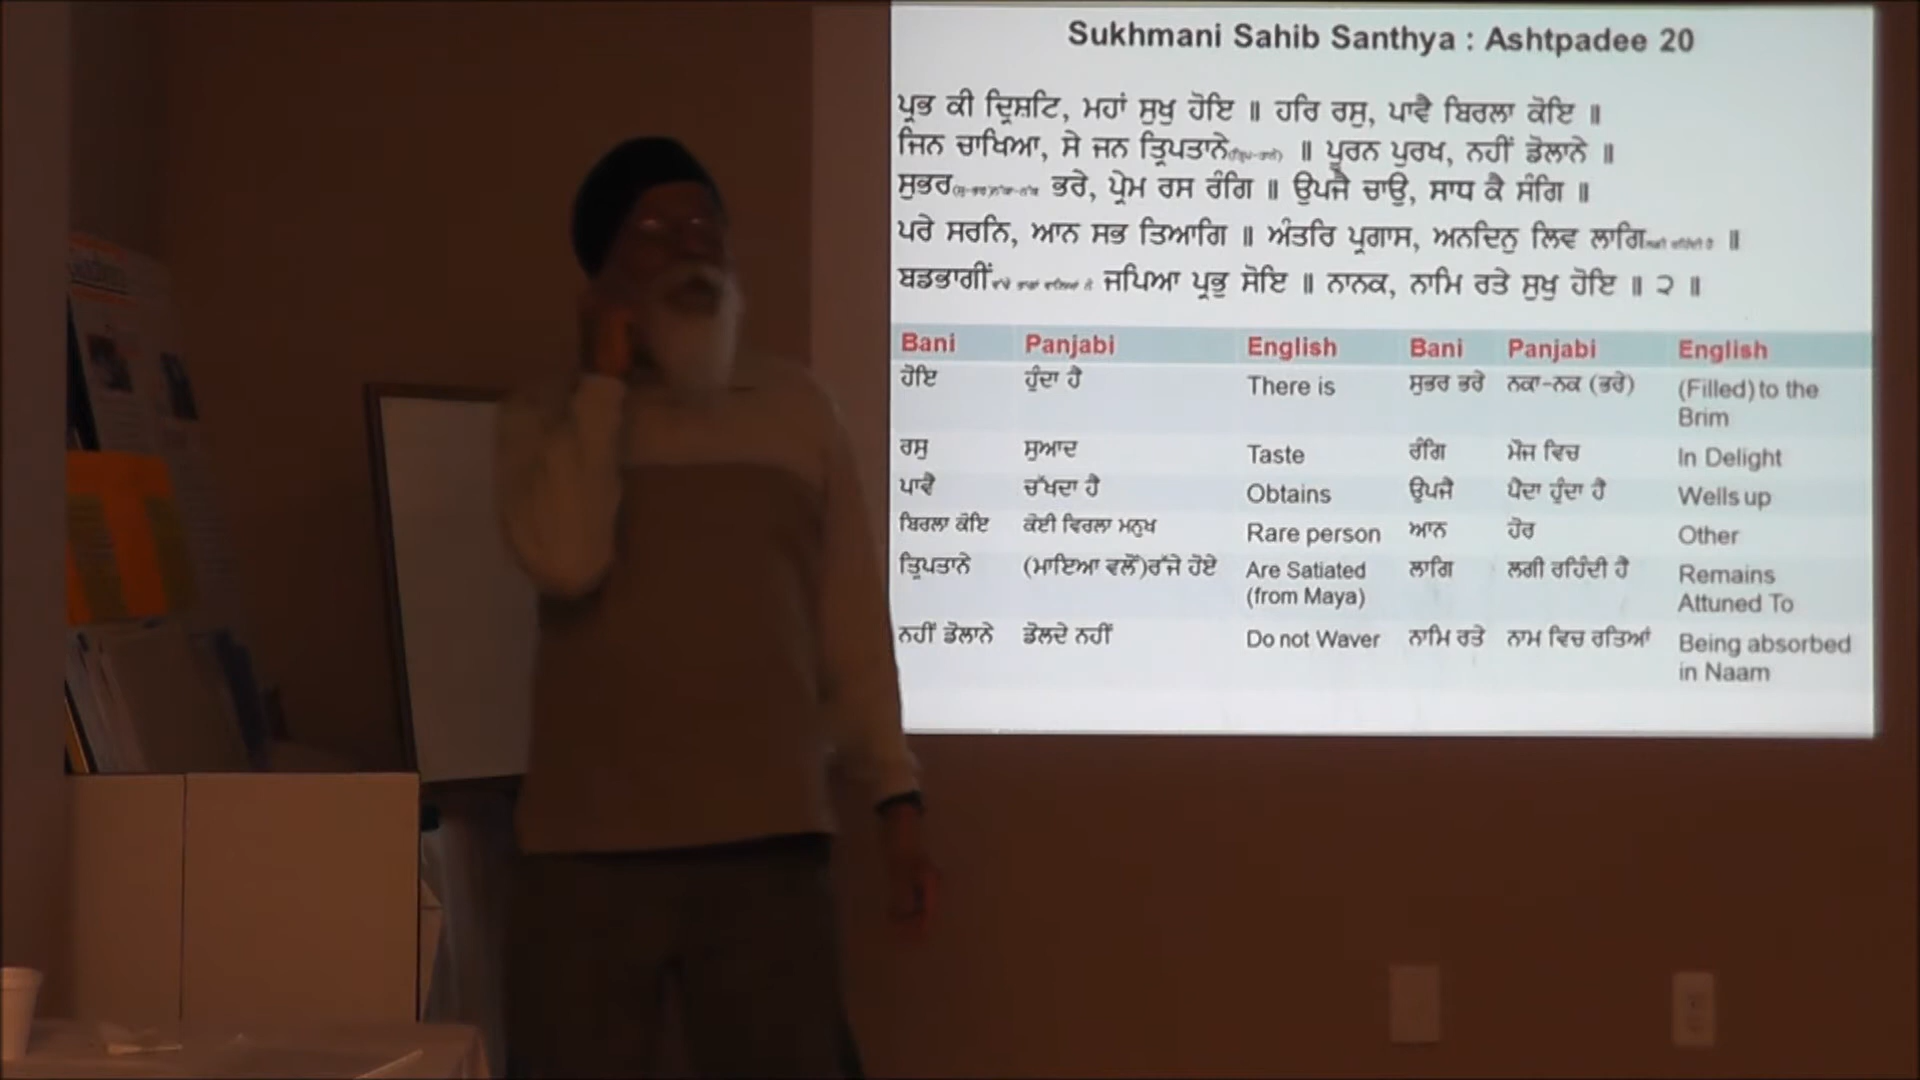 Sukhmani Sahib Santhya : Ashtpadee 20
ਪ੍ਰਭ ਕੀ ਦ੍ਰਿਸ਼ਟਿ, ਮਹਾਂ ਸੁਖੁ ਹੋਇ ॥ ਹਰਿ ਰਸੁ, ਪਾਵੈ ਬਿਰਲਾ ਕੋਇ ॥
ਜਿਨ ਚਾਖਿਆ, ਸੇ ਜਨ ਤ੍ਰਿਪਤਾਨੇ ॥ ਪੂਰਨ ਪੁਰਖ, ਨਹੀਂ ਡੋਲਾਨੇ ॥
ਸੁਭਰ ਭਰੇ, ਪ੍ਰੇਮ ਰਸ ਰੰਗਿ ॥ ਉਪਜੈ ਚਾਉ, ਸਾਧ ਕੈ ਸੰਗਿ ॥
ਪਰੇ ਸਰਨਿ, ਆਨ ਸਭ ਤਿਆਗਿ ॥ ਅੰਤਰਿ ਪ੍ਰਗਾਸ, ਅਨਦਿਨੁ ਲਿਵ ਲਾਗਿ ॥
ਬਡਭਾਗੀਂ ਜਪਿਆ ਪ੍ਰਭੁ ਸੋਇ ॥ ਨਾਨਕ, ਨਾਮਿ ਰਤੇ ਸੁਖੁ ਹੋਇ ॥ ੨ ॥
Bani Panjabi English Bani Panjabi English
ਹੋਇ ਹੁੰਦਾ ਹੈ There is ਸੁਭਰ ਭਰੇ ਨਕਾ-ਨਕ (ਭਰੇ) (Filled) to the
Brim
ਰਸੁ ਸੁਆਦ Taste ਰੰਗਿ ਮੌਜ ਵਿਚ In Delight
ਪਾਵੈ ਚੱਖਦਾ ਹੈ Obtains ਉਪਜੈ ਪੈਦਾ ਹੁੰਦਾ ਹੈ Wells up
ਬਿਰਲਾ ਕੋਇ ਕੋਈ ਵਿਰਲਾ ਮਨੁਖ Rare person ਆਨ ਹੋਰ Other
ਤ੍ਰਿਪਤਾਨੇ (ਮਾਇਆ ਵਲੋਂ)ਰੱਜੇ ਹੋਏ Are Satiated ਲਾਗਿ ਲਗੀ ਰਹਿੰਦੀ ਹੈ Remains
(from Maya) Attuned To
ਨਹੀਂ ਡੋਲਾਨੇ ਡੋਲਦੇ ਨਹੀਂ Do not Waver ਨਾਮਿ ਰਤੇ ਨਾਮ ਵਿਚ ਰਤਿਆਂ Being absorbed
in Naam